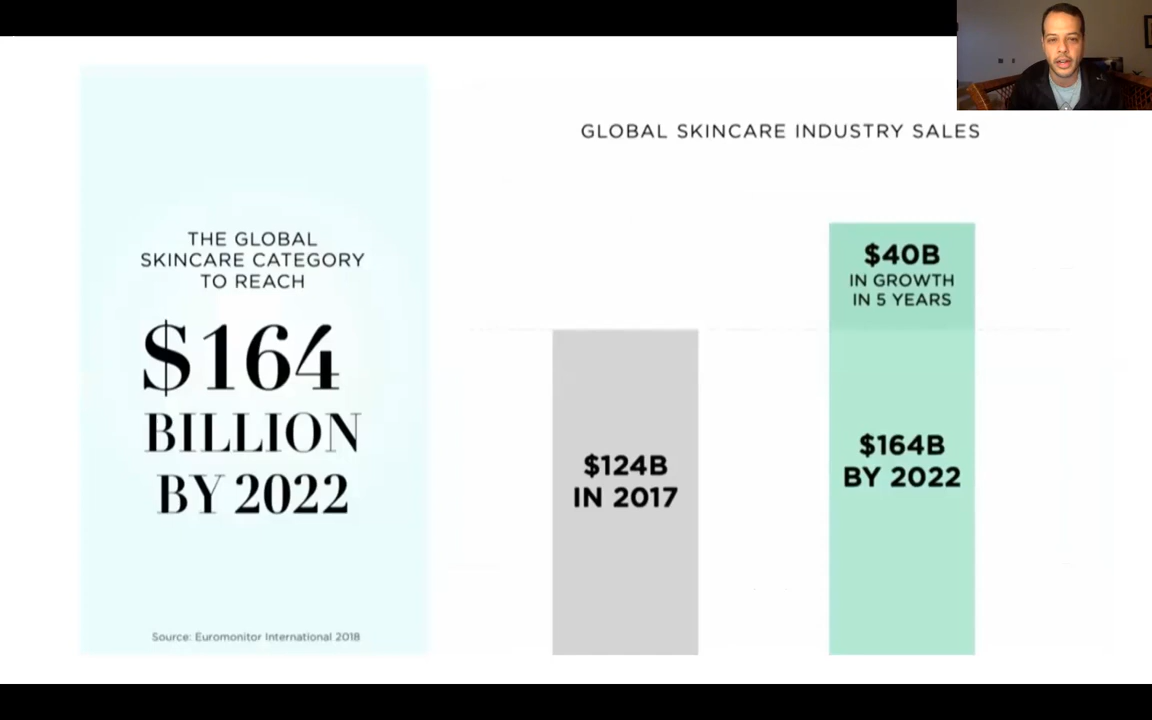 THE GLOBAL
SKINCARE CATEGORY
TO REACH
$164
BILLION
BY 2022
Source: Euromonitor International 2018
GLOBAL SKINCARE INDUSTRY SALES
$124B
IN 2017
$40B
IN GROWTH
IN 5 YEARS
$164B
BY 2022